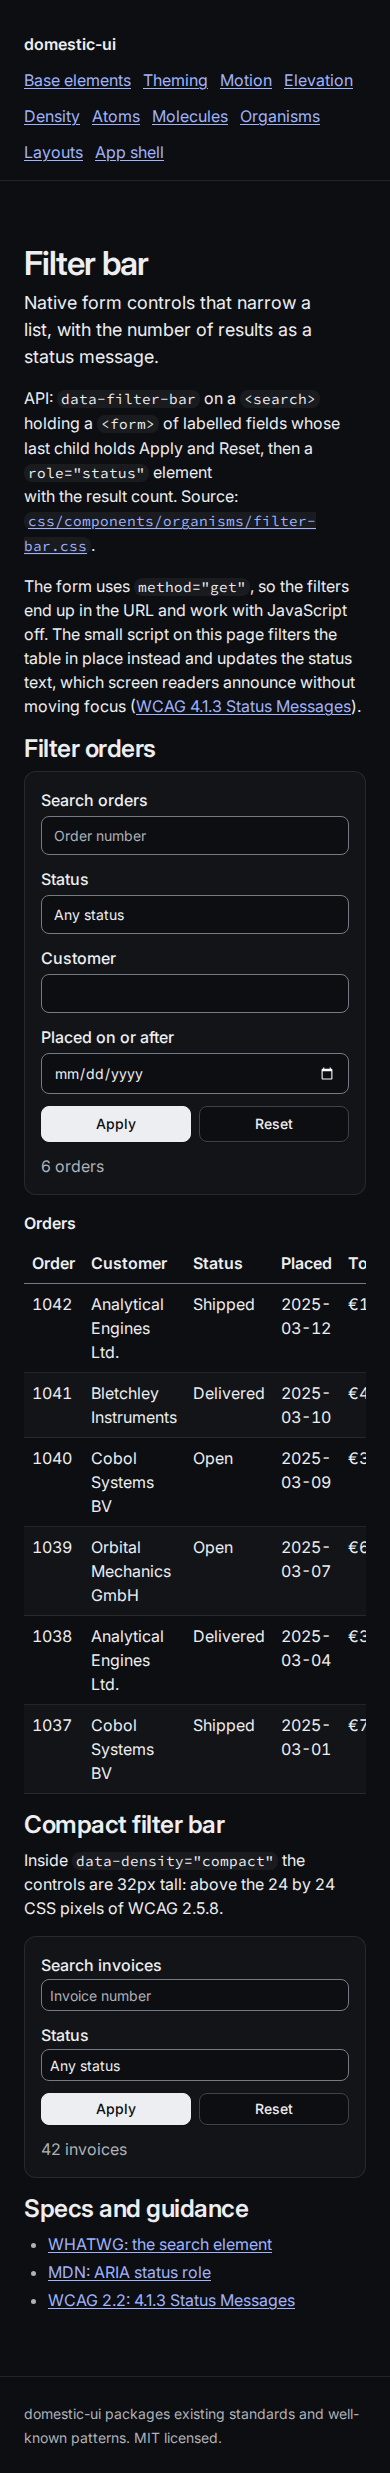 domestic-ui
Base elements Theming Motion Elevation
Density Atoms Molecules Organisms
Layouts App shell
Filter bar
Native form controls that narrow a
list, with the number of results as a
status message.
API: data-filter-bar on a <search>
holding a <form> of labelled fields whose
last child holds Apply and Reset, then a
role="status" element
with the result count. Source:
css/components/organisms/filter-
bar.css.
The form uses method="get", so the filters
end up in the URL and work with JavaScript
off. The small script on this page filters the
table in place instead and updates the status
text, which screen readers announce without
moving focus (WCAG 4.1.3 Status Messages).
Filter orders
Search orders
Order number
Status
Any status
Customer
Placed on or after
mm/dd/yyyy
Apply Reset
6 orders
Orders
Order Customer Status Placed To
1042 Analytical Shipped 2025- €1
Engines 03-12
Ltd.
1041 Bletchley Delivered 2025- €4
Instruments 03-10
1040 Cobol Open 2025- €3
Systems 03-09
BV
1039 Orbital Open 2025- €6
Mechanics 03-07
GmbH
1038 Analytical Delivered 2025- €3
Engines 03-04
Ltd.
1037 Cobol Shipped 2025- €7
Systems 03-01
BV
Compact filter bar
Inside data-density="compact" the
controls are 32px tall: above the 24 by 24
CSS pixels of WCAG 2.5.8.
Search invoices
Invoice number
Status
Any status
Apply Reset
42 invoices
Specs and guidance
WHATWG: the search element
MDN: ARIA status role
WCAG 2.2: 4.1.3 Status Messages
domestic-ui packages existing standards and well-
known patterns. MIT licensed.